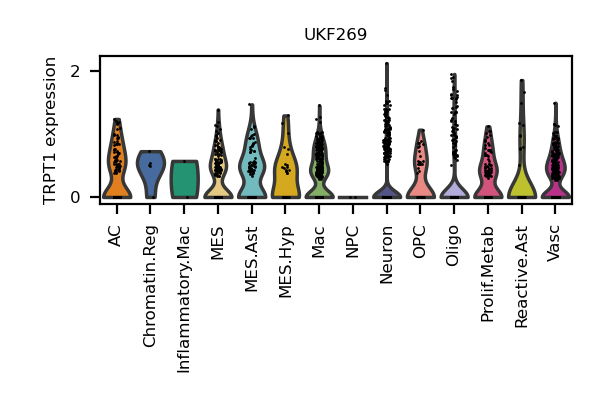 UKF269
TRPT1 expression
2
0
AC
Chromatin.Reg
Inflammatory.Mac
MES
MES.Ast
MES.Hyp
Mac
NPC
Neuron
OPC
Oligo
Prolif.Metab
Reactive.Ast
Vasc